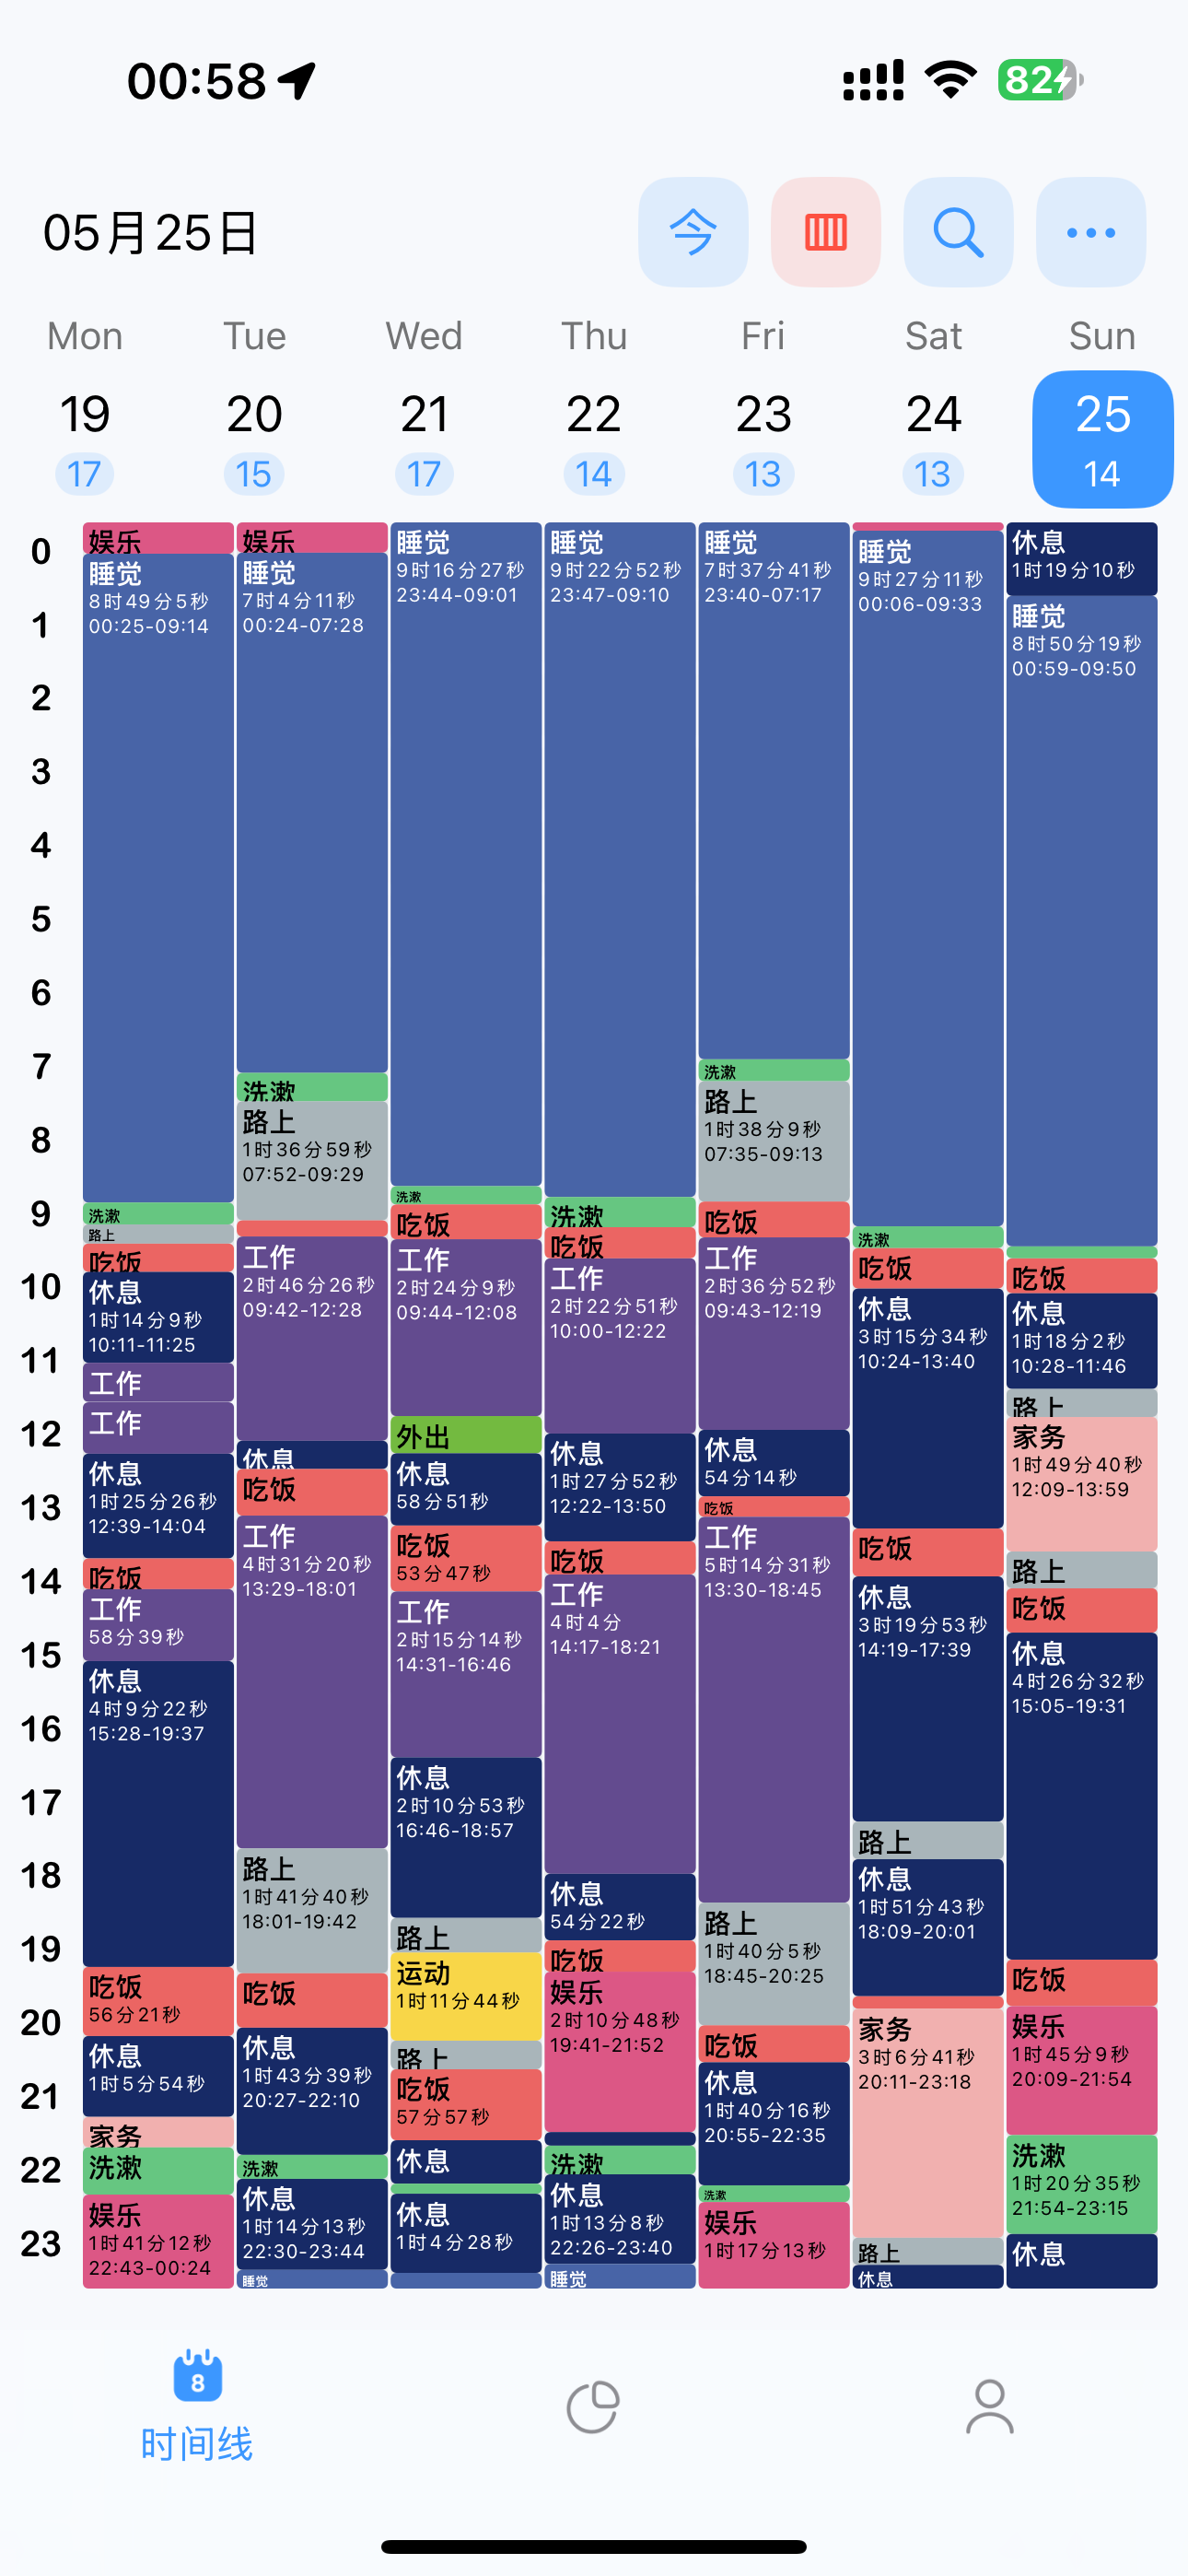 00:58
82
05月25日
今
Mon Tue Wed Thu Fri Sat Sun
19 20 21 22 23 24 25
17 15 17 14 13 13 14
0
1
2
3
4
5
6
7
8
9
10
11
12
13
14
15
16
17
18
19
20
21
22
23
娱乐
睡觉
8时49分5秒
00:25-09:14
洗漱
路上
吃饭
休息
1时14分9秒
10:11-11:25
工作
工作
休息
1时25分26秒
12:39-14:04
吃饭
工作
58分39秒
休息
4时9分22秒
15:28-19:37
吃饭
56分21秒
休息
1时5分54秒
家务
洗漱
娱乐
1时41分12秒
22:43-00:24
娱乐
睡觉
7时4分11秒
00:24-07:28
洗漱
路上
1时36分59秒
07:52-09:29
工作
2时46分26秒
09:42-12:28
休息
吃饭
工作
4时31分20秒
13:29-18:01
路上
1时41分40秒
18:01-19:42
吃饭
休息
1时43分39秒
20:27-22:10
洗漱
休息
1时14分13秒
22:30-23:44
睡觉
睡觉
9时16分27秒
23:44-09:01
洗漱
吃饭
工作
2时24分9秒
09:44-12:08
外出
休息
58分51秒
吃饭
53分47秒
工作
2时15分14秒
14:31-16:46
休息
2时10分53秒
16:46-18:57
路上
运动
1时11分44秒
路上
吃饭
57分57秒
休息
休息
1时4分28秒
睡觉
9时22分52秒
23:47-09:10
洗漱
吃饭
工作
2时22分51秒
10:00-12:22
休息
1时27分52秒
12:22-13:50
吃饭
工作
4时4分
14:17-18:21
休息
54分22秒
吃饭
娱乐
2时10分48秒
19:41-21:52
洗漱
休息
1时13分8秒
22:26-23:40
睡觉
睡觉
7时37分41秒
23:40-07:17
洗漱
路上
1时38分9秒
07:35-09:13
吃饭
工作
2时36分52秒
09:43-12:19
休息
54分14秒
吃饭
工作
5时14分31秒
13:30-18:45
路上
1时40分5秒
18:45-20:25
吃饭
休息
1时40分16秒
20:55-22:35
洗漱
娱乐
1时17分13秒
睡觉
9时27分11秒
00:06-09:33
洗漱
吃饭
休息
3时15分34秒
10:24-13:40
吃饭
休息
3时19分53秒
14:19-17:39
路上
休息
1时51分43秒
18:09-20:01
家务
3时6分41秒
20:11-23:18
路上
休息
休息
1时19分10秒
睡觉
8时50分19秒
00:59-09:50
吃饭
休息
1时18分2秒
10:28-11:46
路上
家务
1时49分40秒
12:09-13:59
路上
吃饭
休息
4时26分32秒
15:05-19:31
吃饭
娱乐
1时45分9秒
20:09-21:54
洗漱
1时20分35秒
21:54-23:15
休息
8
时间线